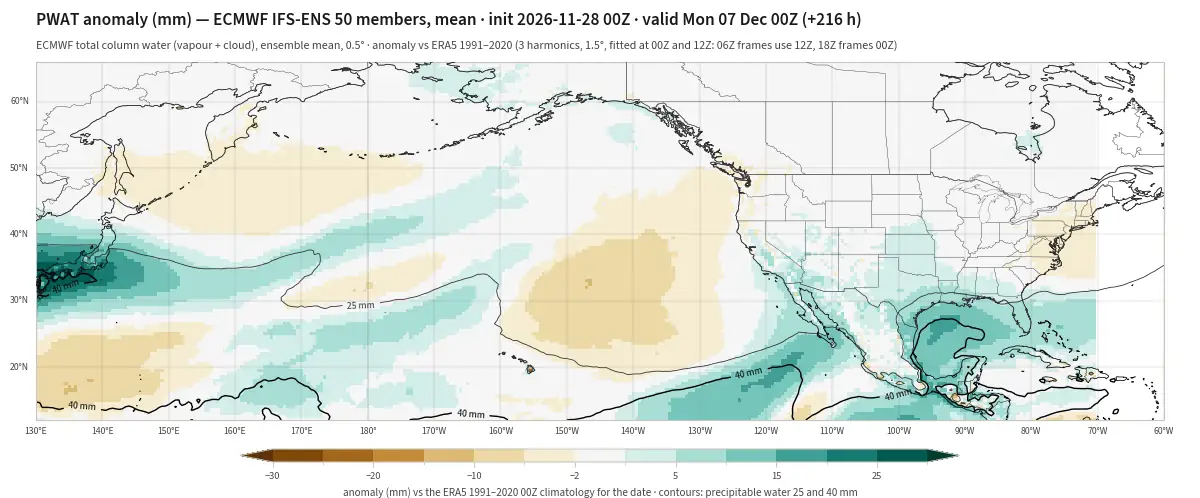 PWAT anomaly (mm) — ECMWF IFS-ENS 50 members, mean · init 2026-11-28 00Z · valid Mon 07 Dec 00Z (+216 h)
ECMWF total column water (vapour + cloud), ensemble mean, 0.5° · anomaly vs ERA5 1991–2020 (3 harmonics, 1.5°, fitted at 00Z and 12Z: 06Z frames use 12Z, 18Z frames 00Z)
60°N
50°N
40°N
30°N
20°N
40 mm
25 mm
40 mm
40 mm
40 mm
40 mm
130°E 140°E 150°E 160°E 170°E 180° 170°W 160°W 150°W 140°W 130°W 120°W 110°W 100°W 90°W 80°W 70°W 60°W
−30 −20 −10 −2 5 15 25
anomaly (mm) vs the ERA5 1991–2020 00Z climatology for the date · contours: precipitable water 25 and 40 mm